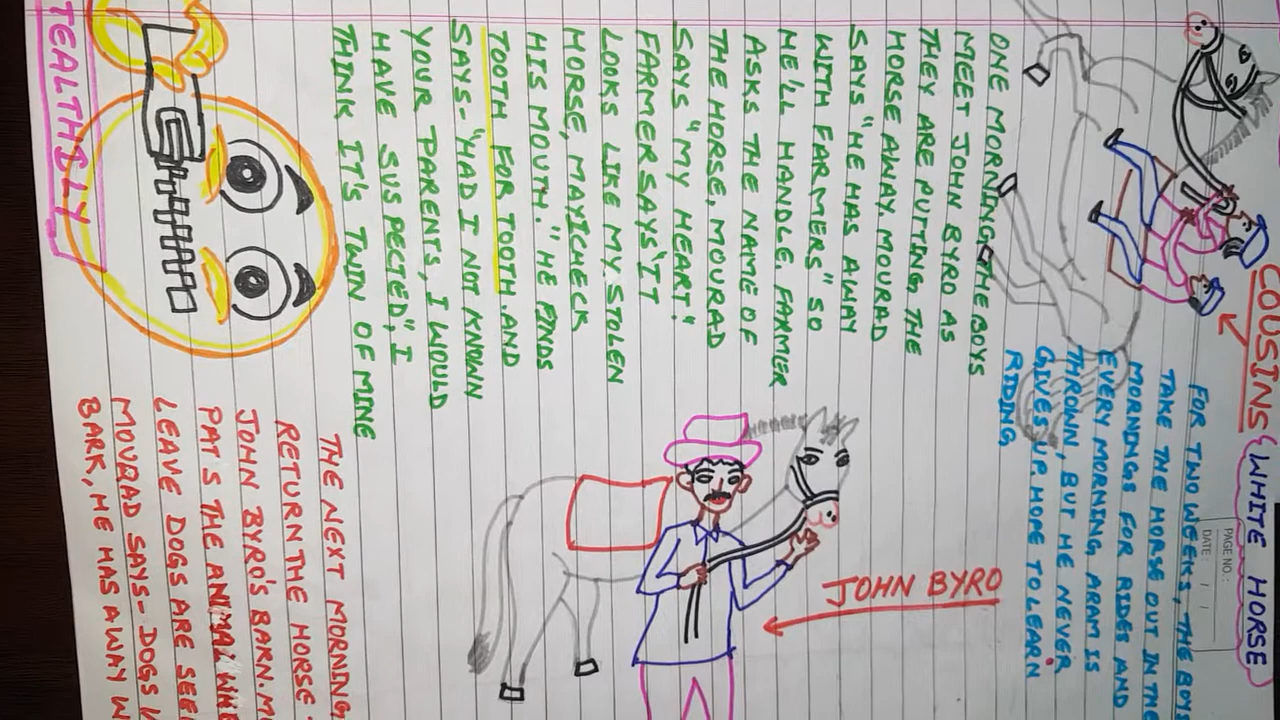 COUSINS
WHITE HORSE
PAGE NO.:
DATE: / /
FOR TWO WEEKS, THE BOYS
TAKE THE HORSE OUT IN THE
MORNINGS FOR RIDES AND
EVERY MORNING ARAM IS
THROWN, BUT HE NEVER
GIVES UP HOPE TO LEARN
RIDING
ONE MORNING THE BOYS
MEET JOHN BYRO AS
THEY ARE PUTTING THE
HORSE AWAY. MOURAD
SAYS "HE HAS AWAY
WITH FARMERS" SO
HE'LL HANDLE. FARMER
ASKS THE NAME OF
THE HORSE, MOURAD
SAYS "MY HEART."
FARMER SAYS "IT
LOOKS LIKE MY STOLEN
HORSE, MAY I CHECK
HIS MOUTH." HE FINDS
TOOTH FOR TOOTH. AND
SAYS - "HAD I NOT KNOWN
YOUR PARENTS, I WOULD
HAVE SUSPECTED", I
THINK IT'S TWIN OF MINE
JOHN BYRO
TEALTHILY
THE NEXT MORNING
RETURN THE HORSE
JOHN BYRO'S BARN. M
PATS THE ANIMAL WH
LEAVE DOGS ARE SEE
MOURAD SAYS - DOGS
BARK, HE HAS A WAY W